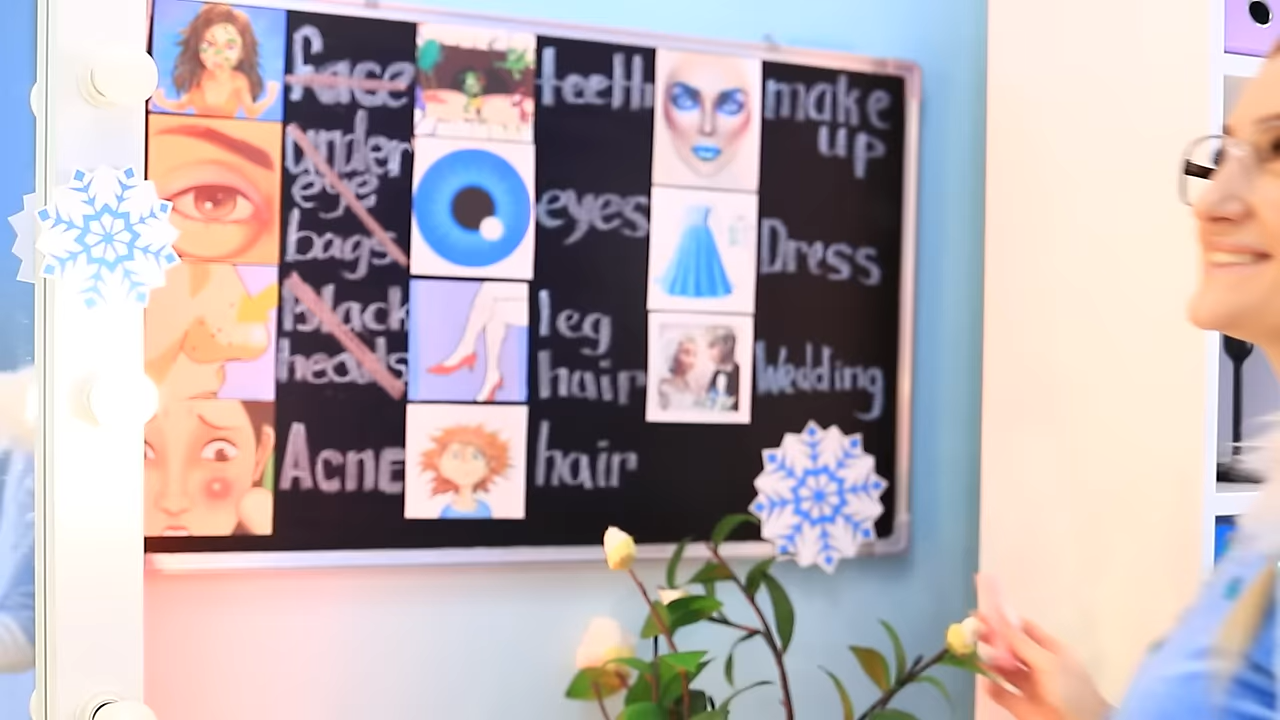 face
under
eye
bags
Black
heads
Acne
teeth
eyes
leg
hair
hair
make
up
Dress
Wedding